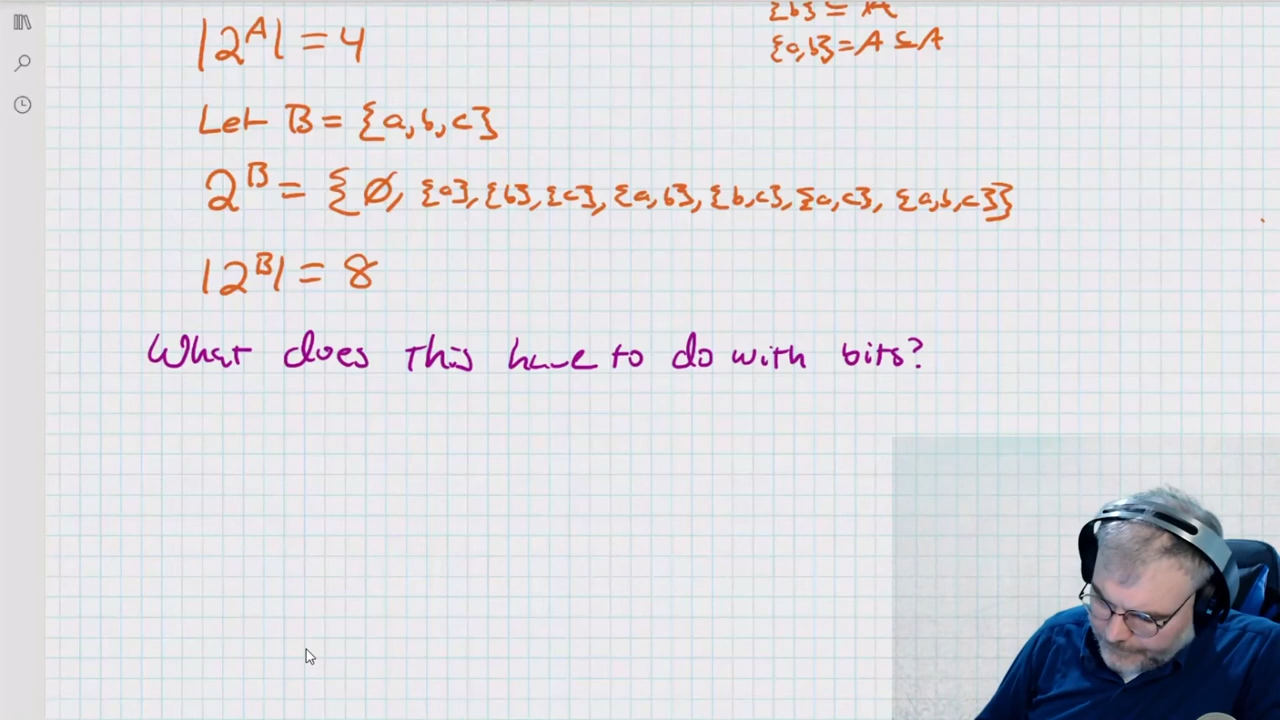 |2^A| = 4
{b} ⊆ A
{a,b} = A ⊆ A
Let B = {a,b,c}
2^B = {∅, {a}, {b}, {c}, {a,b}, {b,c}, {a,c}, {a,b,c}}
|2^B| = 8
What does this have to do with bits?